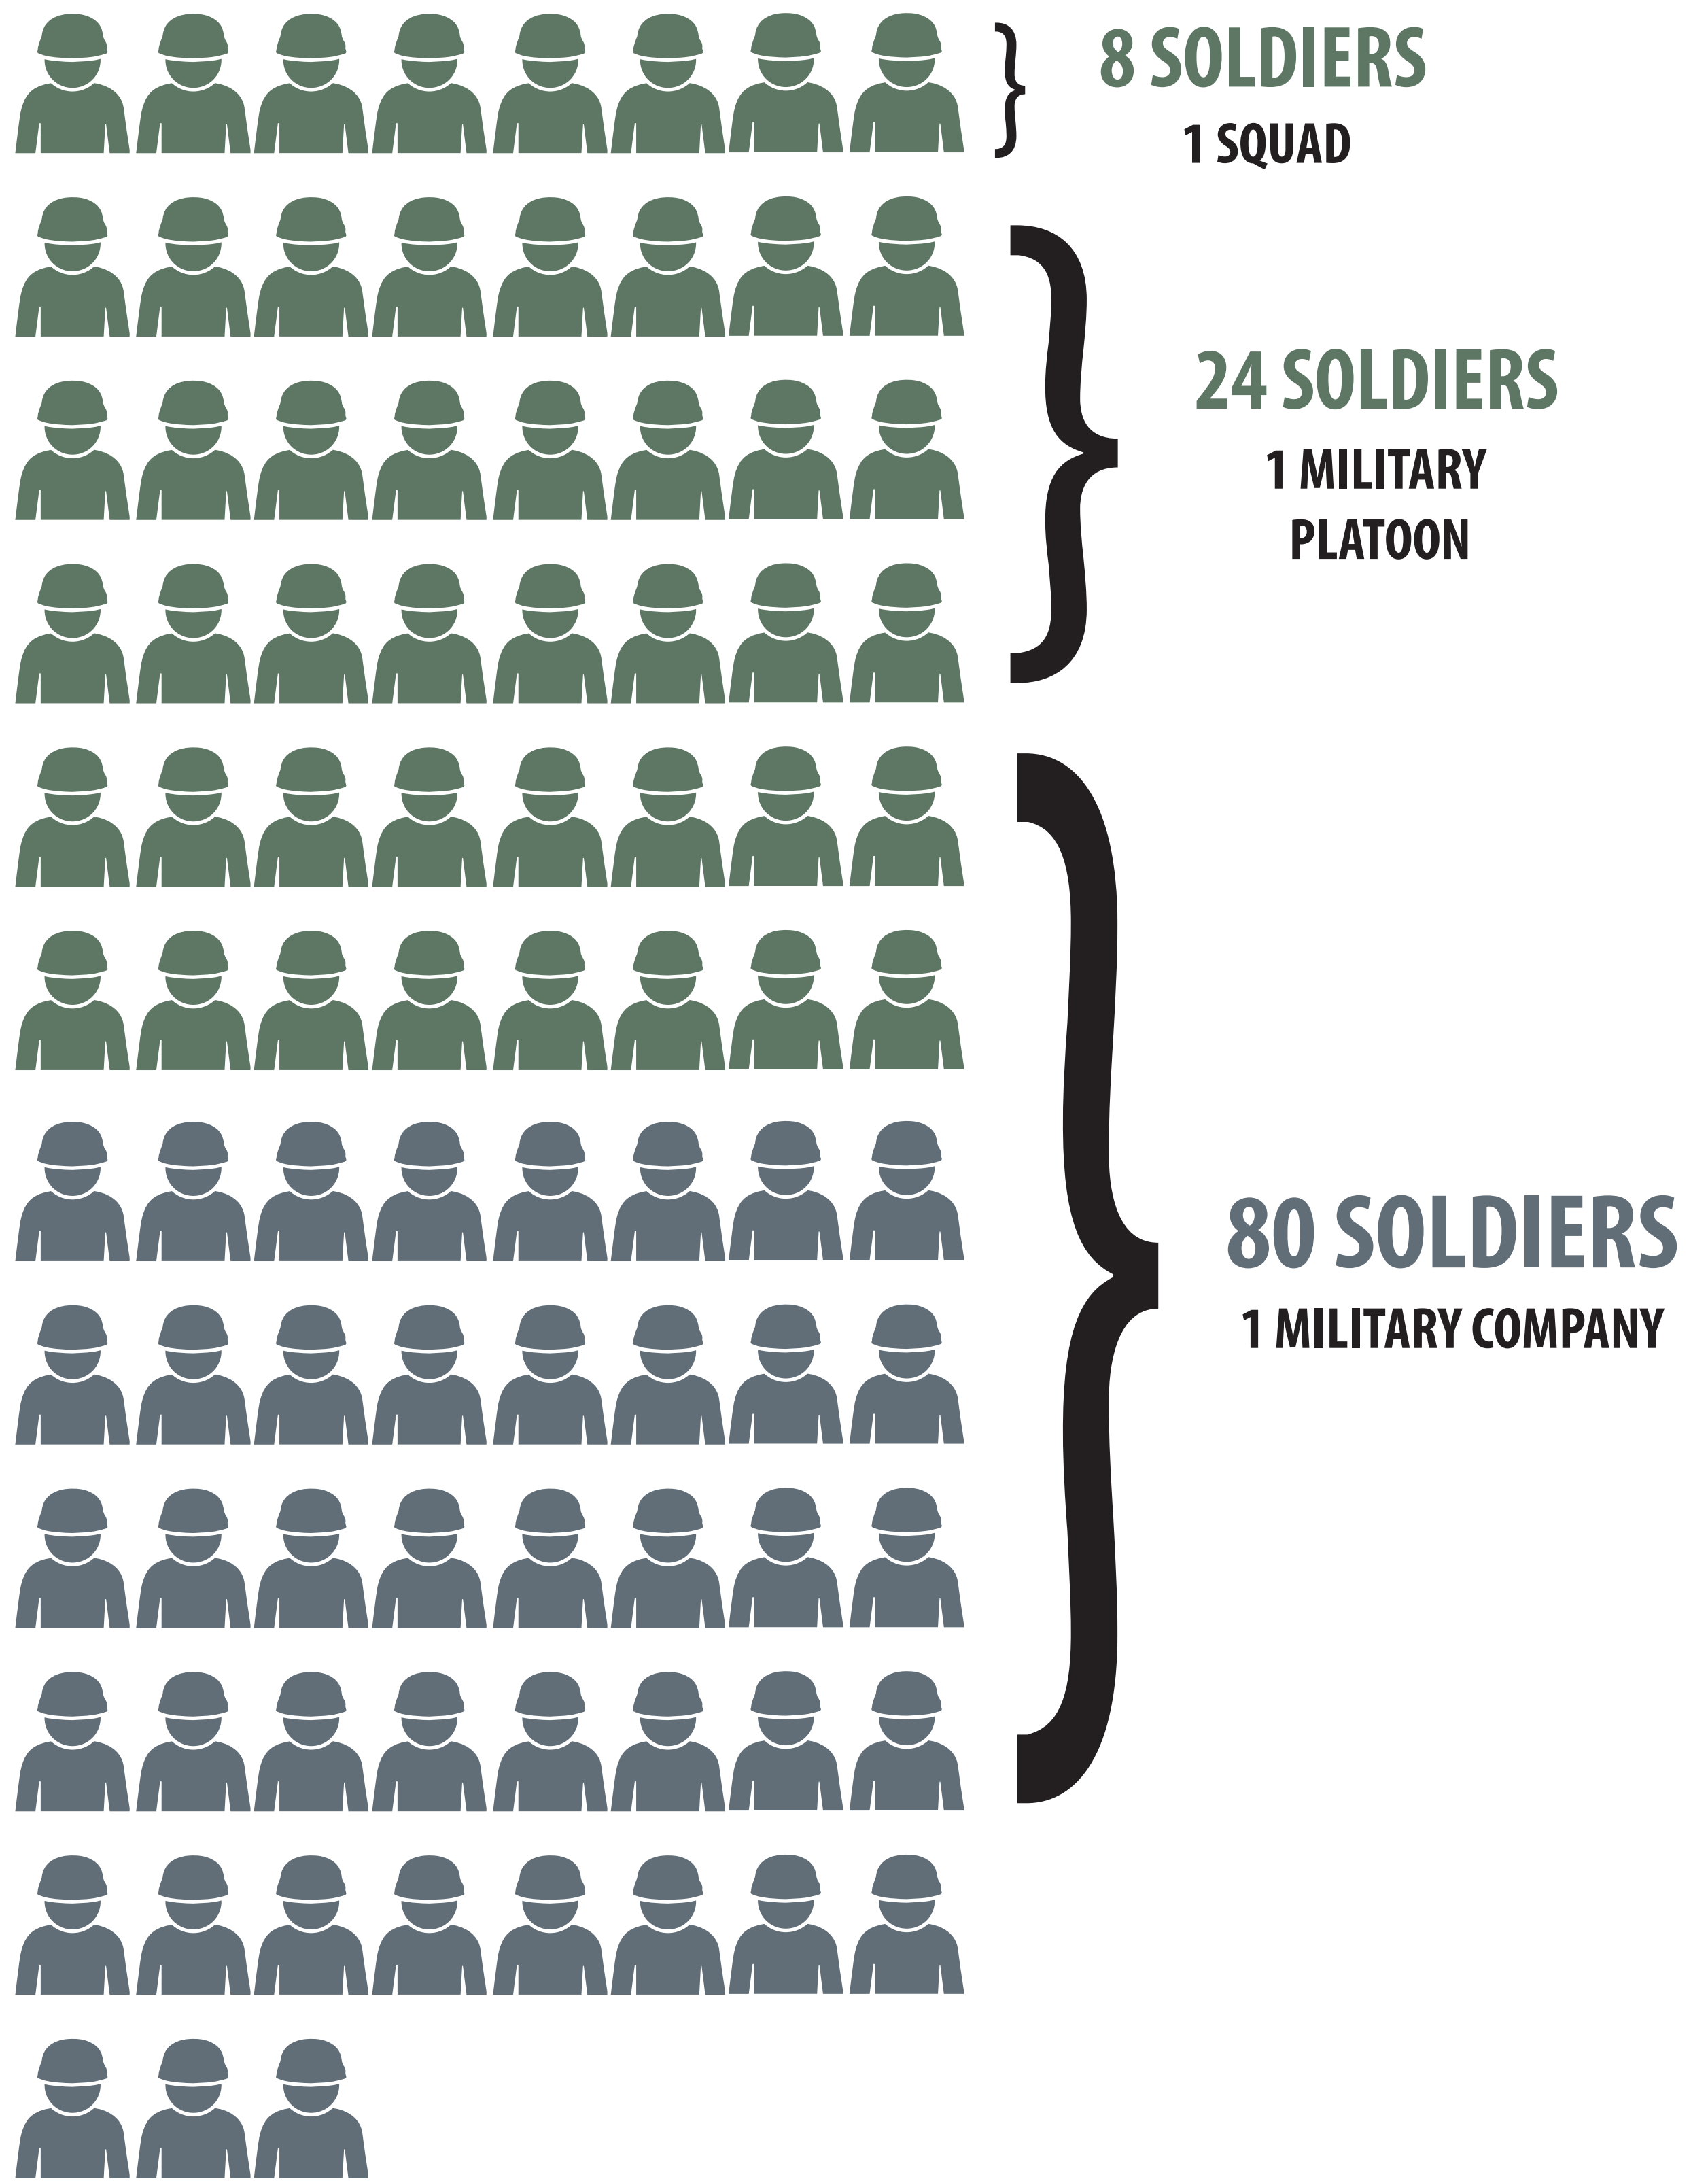 8 SOLDIERS
1 SQUAD
24 SOLDIERS
1 MILITARY
PLATOON
80 SOLDIERS
1 MILITARY COMPANY